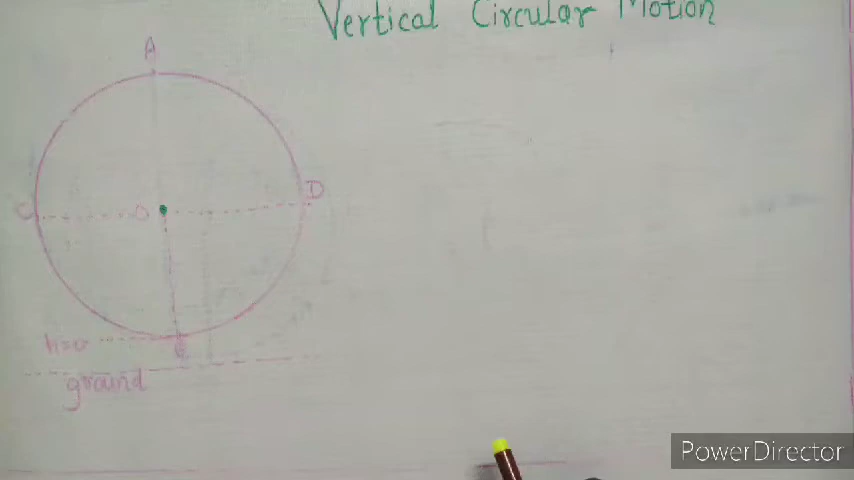 Vertical Circular Motion
A
C
O
D
h=0
ground
PowerDirector